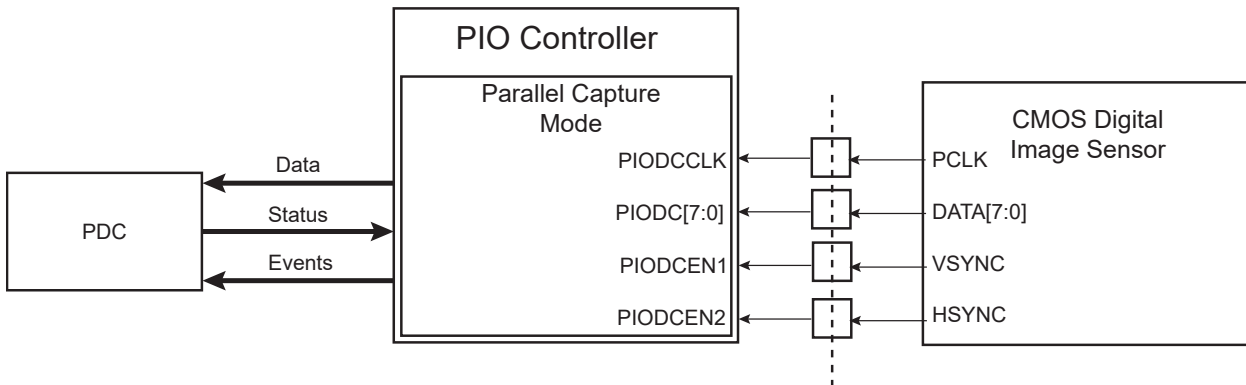 PIO Controller
Parallel Capture
Mode
CMOS Digital
Image Sensor
PIODCCLK
PCLK
Data
PIODC[7:0]
DATA[7:0]
Status
PDC
PIODCEN1
VSYNC
Events
PIODCEN2
HSYNC